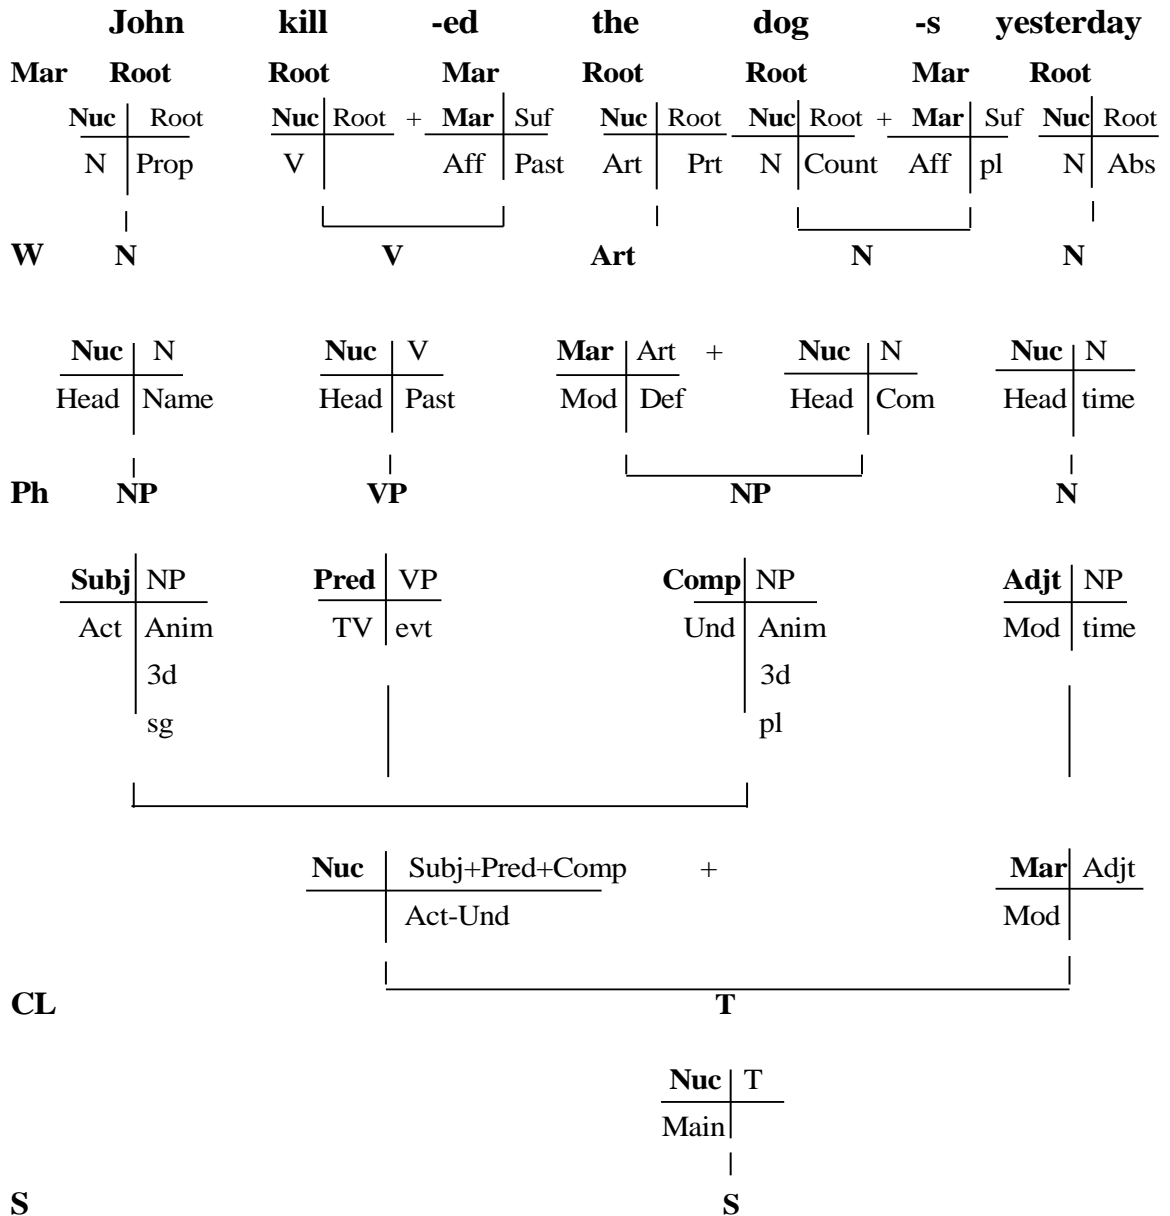 John kill -ed the dog -s yesterday
Mar Root Root Mar Root Root Mar Root
Nuc Root Nuc Root + Mar Suf Nuc Root Nuc Root + Mar Suf Nuc Root
N Prop V Aff Past Art Prt N Count Aff pl N Abs
W N V Art N N
Nuc N Nuc V Mar Art + Nuc N Nuc N
Head Name Head Past Mod Def Head Com Head time
Ph NP VP NP N
Subj NP Pred VP Comp NP Adjt NP
Act Anim TV evt Und Anim Mod time
3d 3d
sg pl
Nuc Subj+Pred+Comp + Mar Adjt
Act-Und Mod
CL T
Nuc T
Main
S S